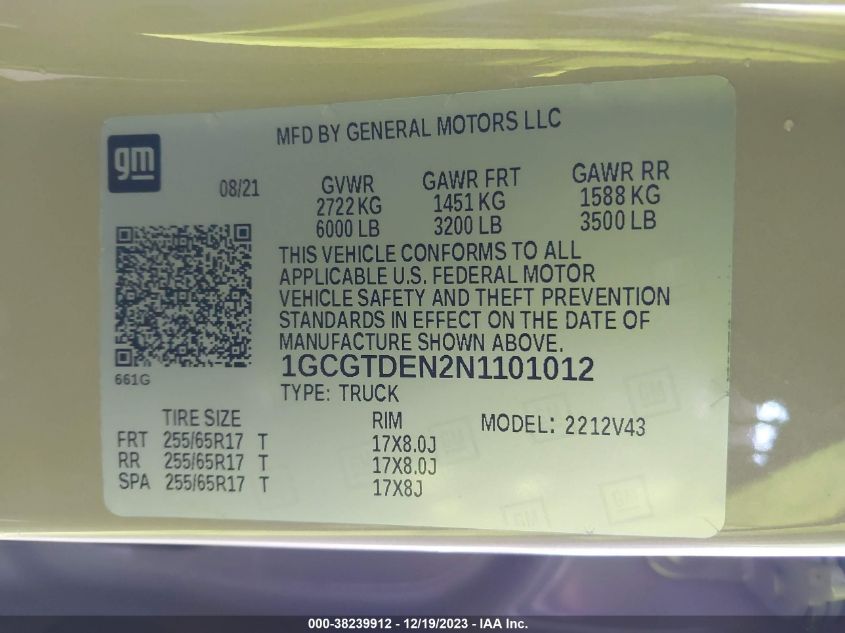 gm
MFD BY GENERAL MOTORS LLC
08/21
GVWR GAWR FRT GAWR RR
2722 KG 1451 KG 1588 KG
6000 LB 3200 LB 3500 LB
THIS VEHICLE CONFORMS TO ALL
APPLICABLE U.S. FEDERAL MOTOR
VEHICLE SAFETY AND THEFT PREVENTION
STANDARDS IN EFFECT ON THE DATE OF
MANUFACTURE SHOWN ABOVE.
661G
1GCGTDEN2N1101012
TYPE: TRUCK
TIRE SIZE RIM MODEL: 2212V43
FRT 255/65R17 T 17X8.0J
RR 255/65R17 T 17X8.0J
SPA 255/65R17 T 17X8J
GM
GM
GM
GM
000-38239912 - 12/19/2023 - IAA Inc.